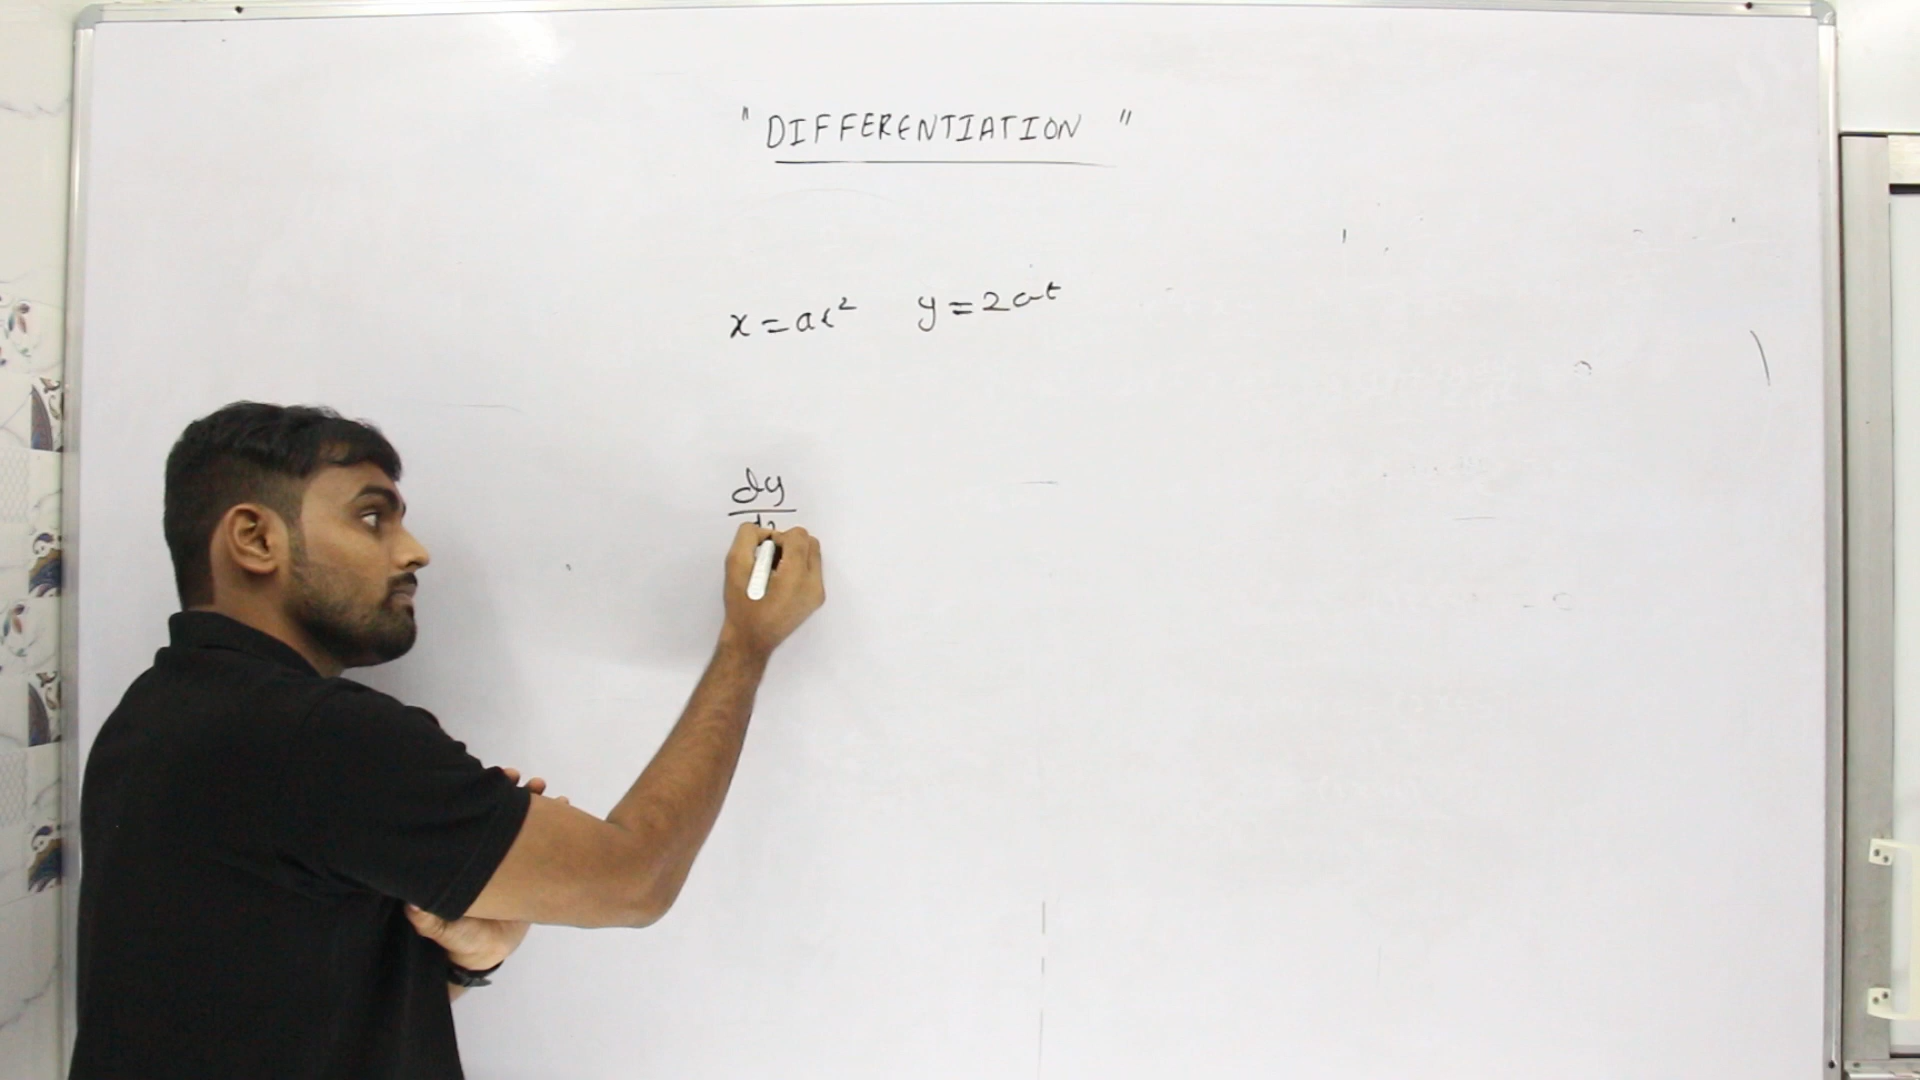 " DIFFERENTIATION "
x = at² y = 2at
dy